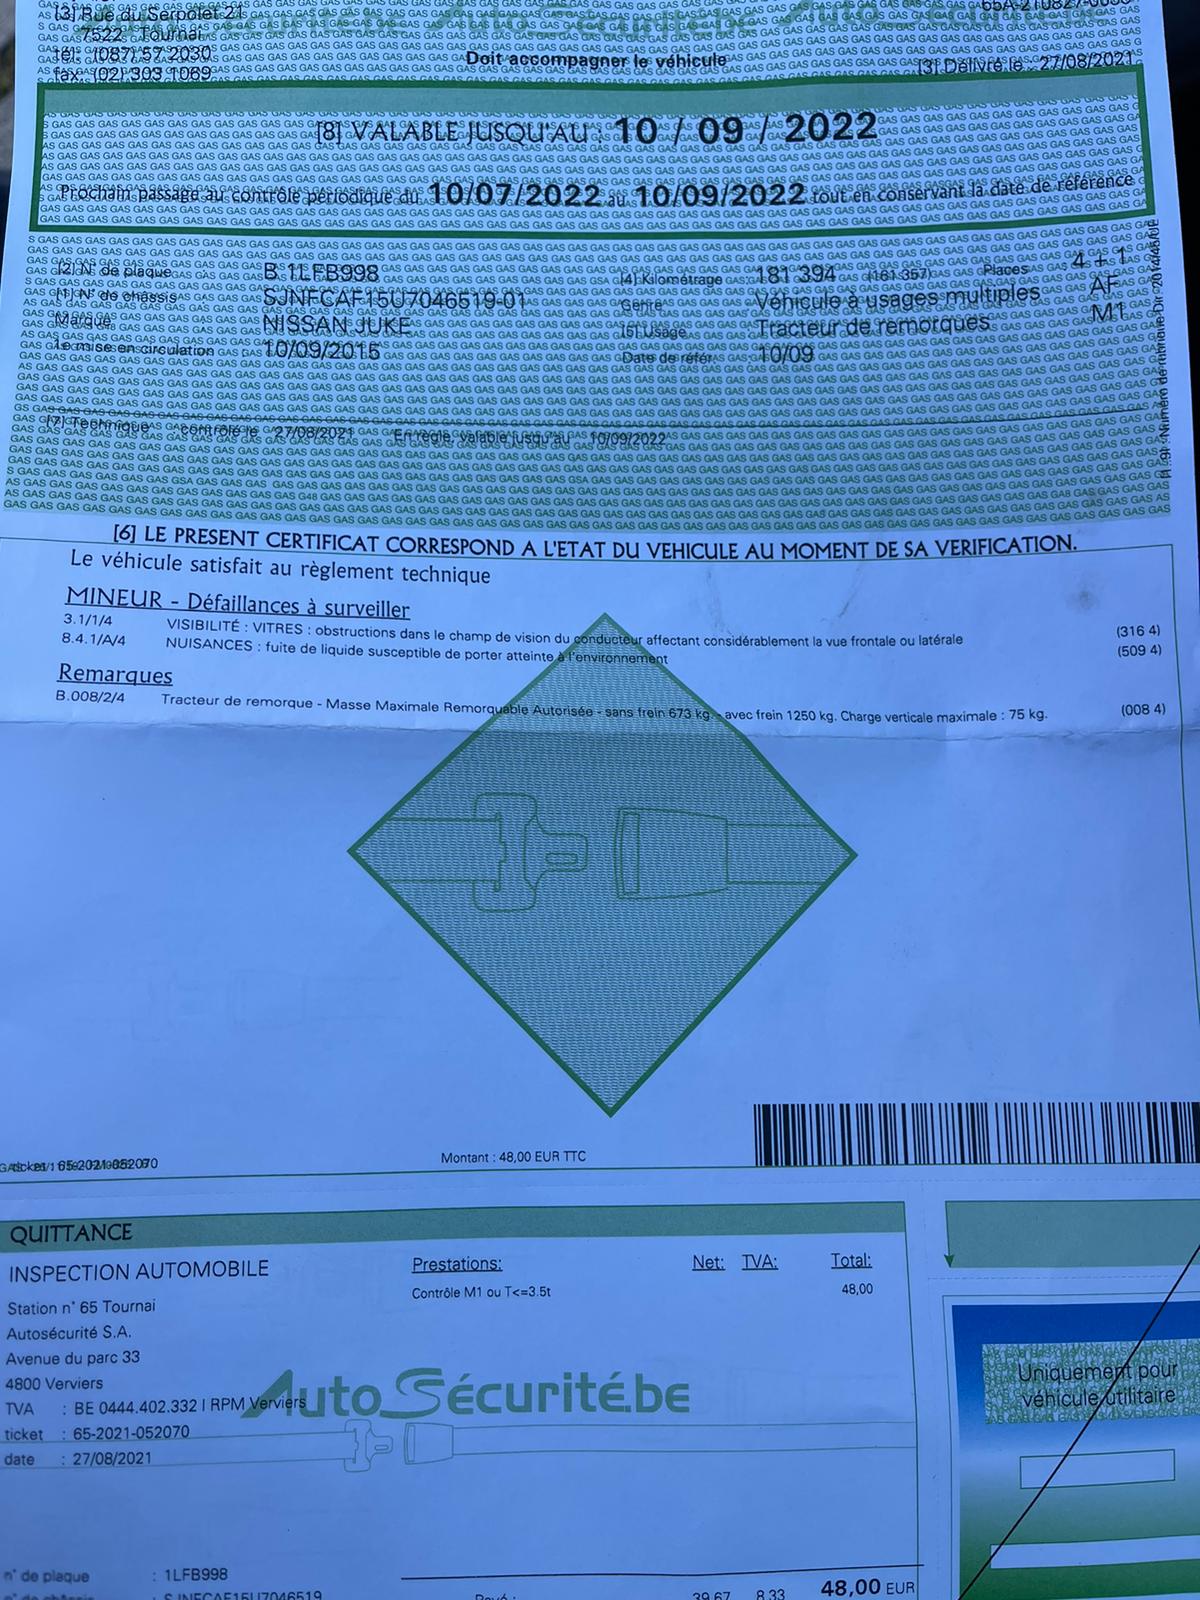 [3] Rue du Serpolet 21
7522 Tournai
tél. (087) 57 2030
fax: (02) 303 1069
Doit accompagner le véhicule
[3] Délivré le : 27/08/2021
[8] VALABLE JUSQU'AU : 10 / 09 / 2022
Prochain passage au contrôle périodique du 10/07/2022 au 10/09/2022 tout en conservant la date de référence
[2] N° de plaque B 1LFB998
[4] Kilométrage 181 394 (161 357) Places 4 + 1
[1] N° de châssis SJNFCAF15U7046519-01
Genre Véhicule à usages multiples AF
Marque NISSAN JUKE
[5] Usage Tracteur de remorques M1
1e mise en circulation : 10/09/2015
Date de référ. 10/09
[7] Technique contrôlé le 27/08/2021 En règle, valable jusqu'au 10/09/2022
[6] LE PRESENT CERTIFICAT CORRESPOND A L'ETAT DU VEHICULE AU MOMENT DE SA VERIFICATION.
Le véhicule satisfait au règlement technique
MINEUR - Défaillances à surveiller
3.1/1/4 VISIBILITÉ : VITRES : obstructions dans le champ de vision du conducteur affectant considérablement la vue frontale ou latérale (316 4)
8.4.1/A/4 NUISANCES : fuite de liquide susceptible de porter atteinte à l'environnement (509 4)
Remarques
B.008/2/4 Tracteur de remorque - Masse Maximale Remorquable Autorisée - sans frein 673 kg - avec frein 1250 kg. Charge verticale maximale : 75 kg. (008 4)
ticket : 65-2021-052070
Montant : 48,00 EUR TTC
QUITTANCE
INSPECTION AUTOMOBILE
Prestations: Net: TVA: Total:
Contrôle M1 ou T<=3.5t 48,00
Station n° 65 Tournai
Autosécurité S.A.
Avenue du parc 33
4800 Verviers
TVA : BE 0444.402.332 | RPM Verviers
AutoSécurité.be
ticket : 65-2021-052070
date : 27/08/2021
Uniquement pour
véhicule utilitaire
n° de plaque : 1LFB998
n° de châssis : SJNFCAF15U7046519
Payé : 39,67 8,33 48,00 EUR